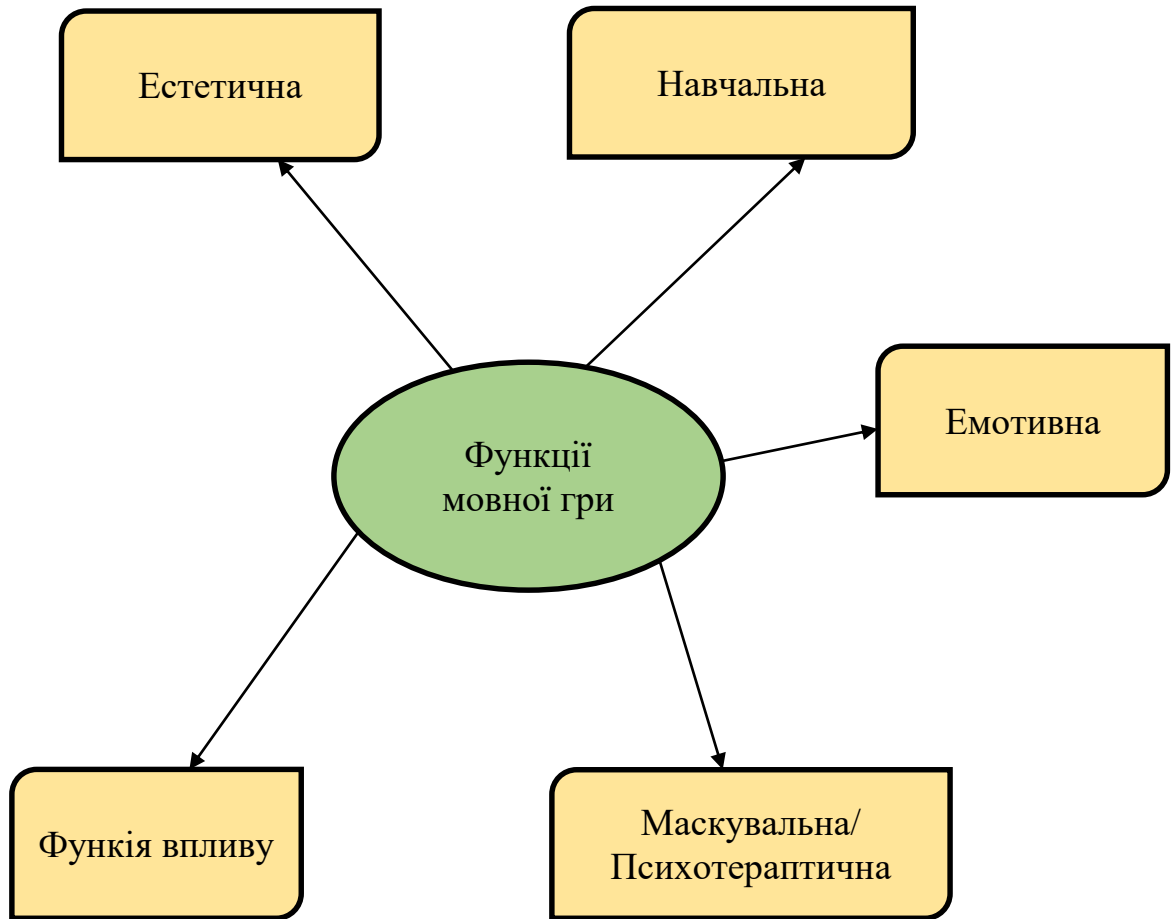 Естетична
Навчальна
Емотивна
Функції
мовної гри
Функія впливу
Маскувальна/
Психотераптична